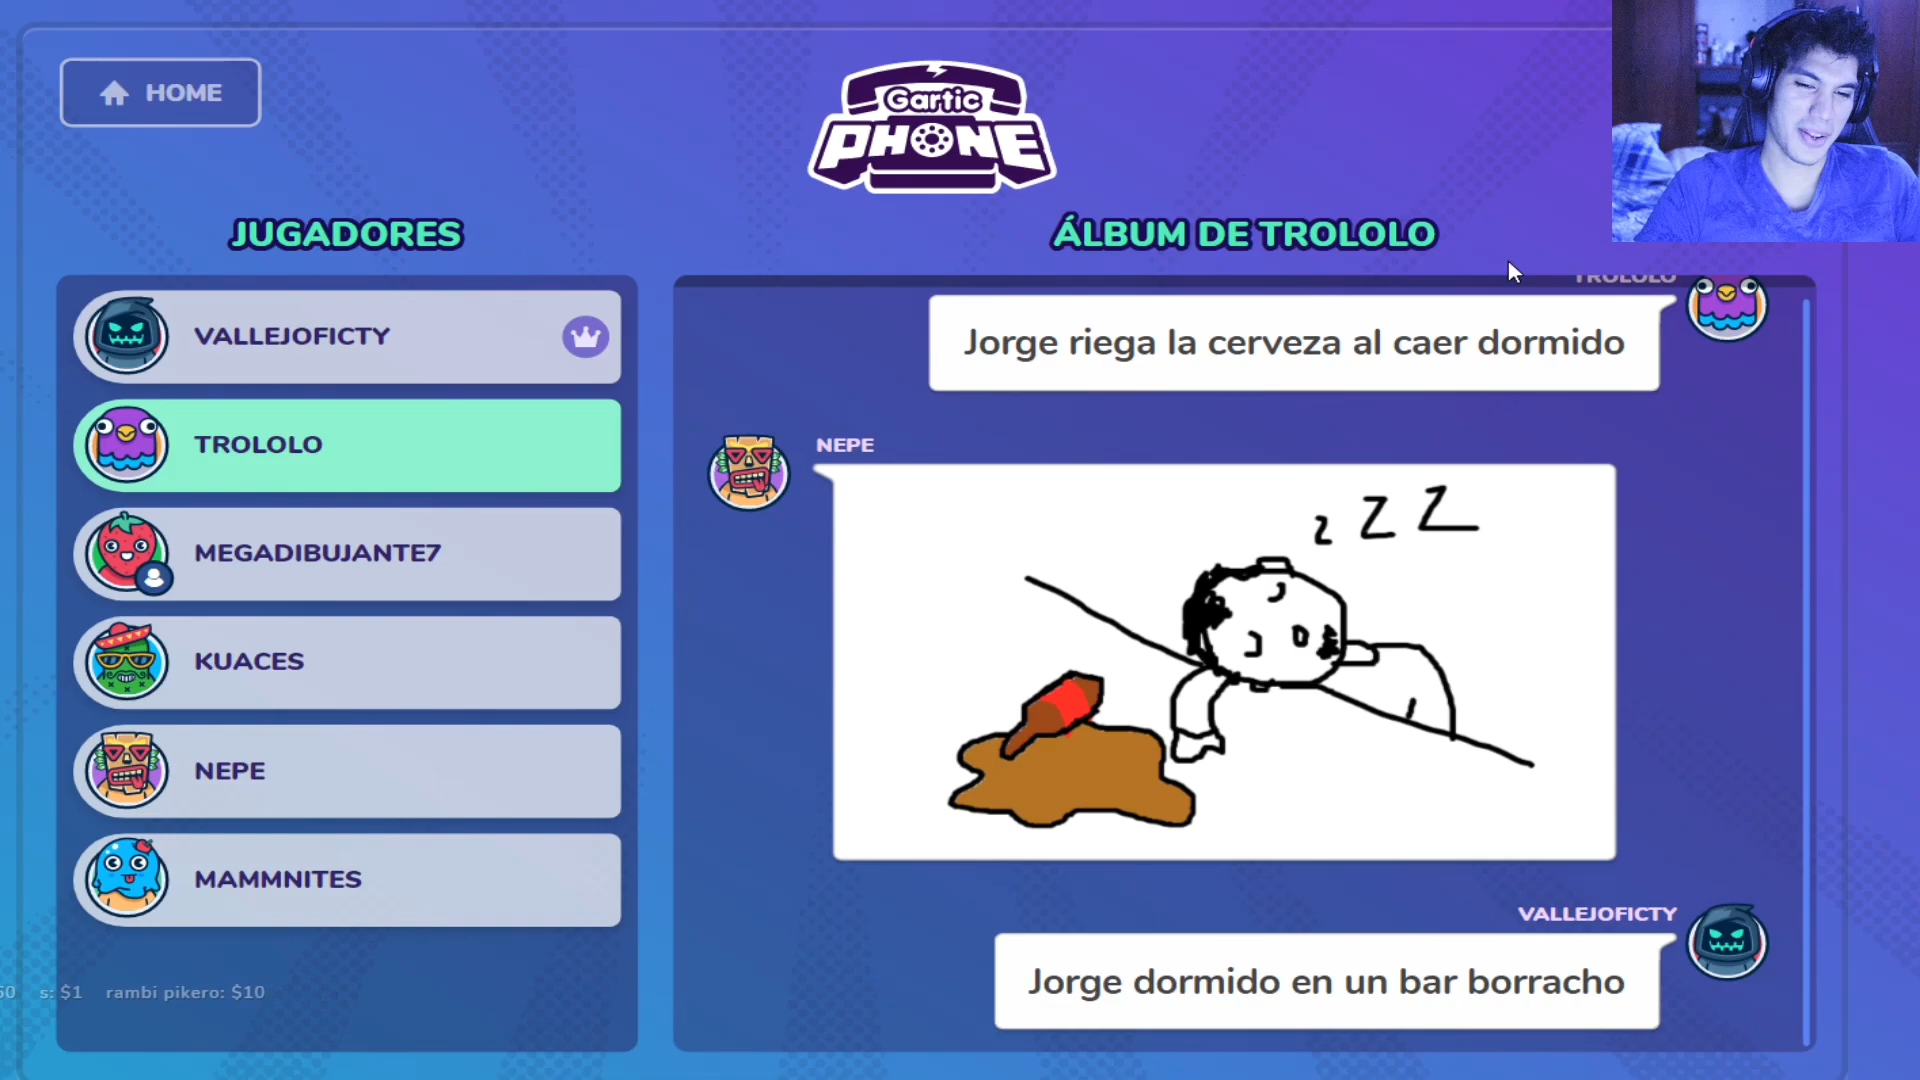 HOME
Gartic
PHONE
JUGADORES
ÁLBUM DE TROLOLO
VALLEJOFICTY
TROLOLO
MEGADIBUJANTE7
KUACES
NEPE
MAMMNITES
TROLOLO
Jorge riega la cerveza al caer dormido
NEPE
z Z Z
VALLEJOFICTY
Jorge dormido en un bar borracho
s: $1 rambi pikero: $10